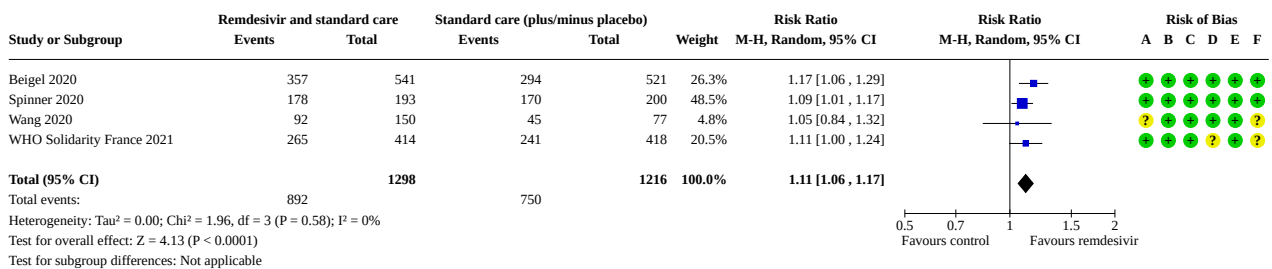 Remdesivir and standard care Standard care (plus/minus placebo) Risk Ratio Risk Ratio Risk of Bias
Study or Subgroup Events Total Events Total Weight M-H, Random, 95% CI M-H, Random, 95% CI A B C D E F
Beigel 2020 357 541 294 521 26.3% 1.17 [1.06 , 1.29] + + + + + +
Spinner 2020 178 193 170 200 48.5% 1.09 [1.01 , 1.17] + + + + + +
Wang 2020 92 150 45 77 4.8% 1.05 [0.84 , 1.32] ? + + + + ?
WHO Solidarity France 2021 265 414 241 418 20.5% 1.11 [1.00 , 1.24] + + + ? + ?
Total (95% CI) 1298 1216 100.0% 1.11 [1.06 , 1.17]
Total events: 892 750
Heterogeneity: Tau² = 0.00; Chi² = 1.96, df = 3 (P = 0.58); I² = 0%
0.5 0.7 1 1.5 2
Test for overall effect: Z = 4.13 (P < 0.0001) Favours control Favours remdesivir
Test for subgroup differences: Not applicable